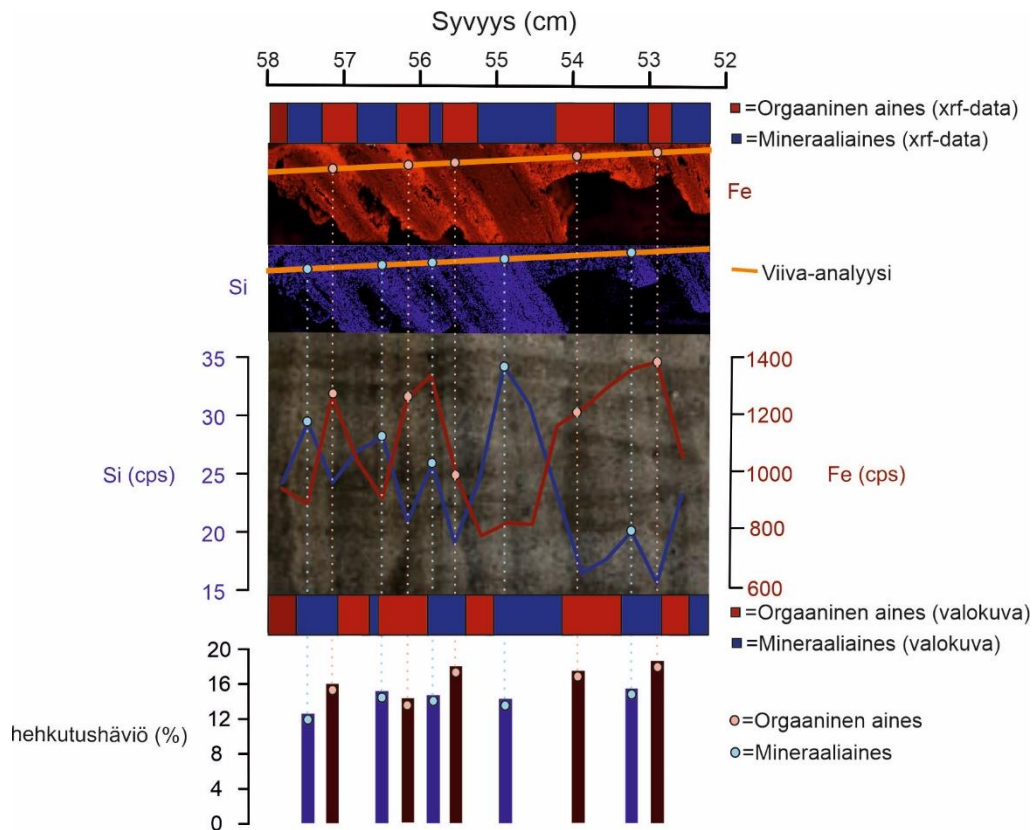 Syvyys (cm)
58 57 56 55 54 53 52
=Orgaaninen aines (xrf-data)
=Mineraaliaines (xrf-data)
Fe
Si
Viiva-analyysi
35
30
25
20
15
Si (cps)
1400
1200
1000
800
600
Fe (cps)
=Orgaaninen aines (valokuva)
=Mineraaliaines (valokuva)
20
16
12
8
4
0
hehkutushäviö (%)
=Orgaaninen aines
=Mineraaliaines